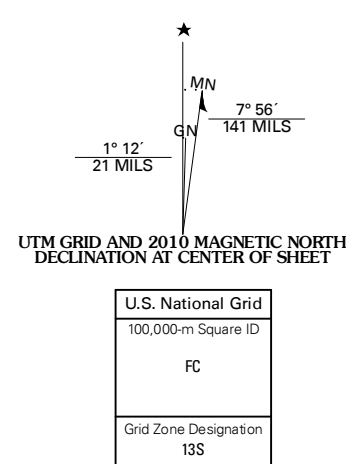 MN
GN
7° 56´
141 MILS
1° 12´
21 MILS
UTM GRID AND 2010 MAGNETIC NORTH
DECLINATION AT CENTER OF SHEET
U.S. National Grid
100,000-m Square ID
FC
Grid Zone Designation
13S